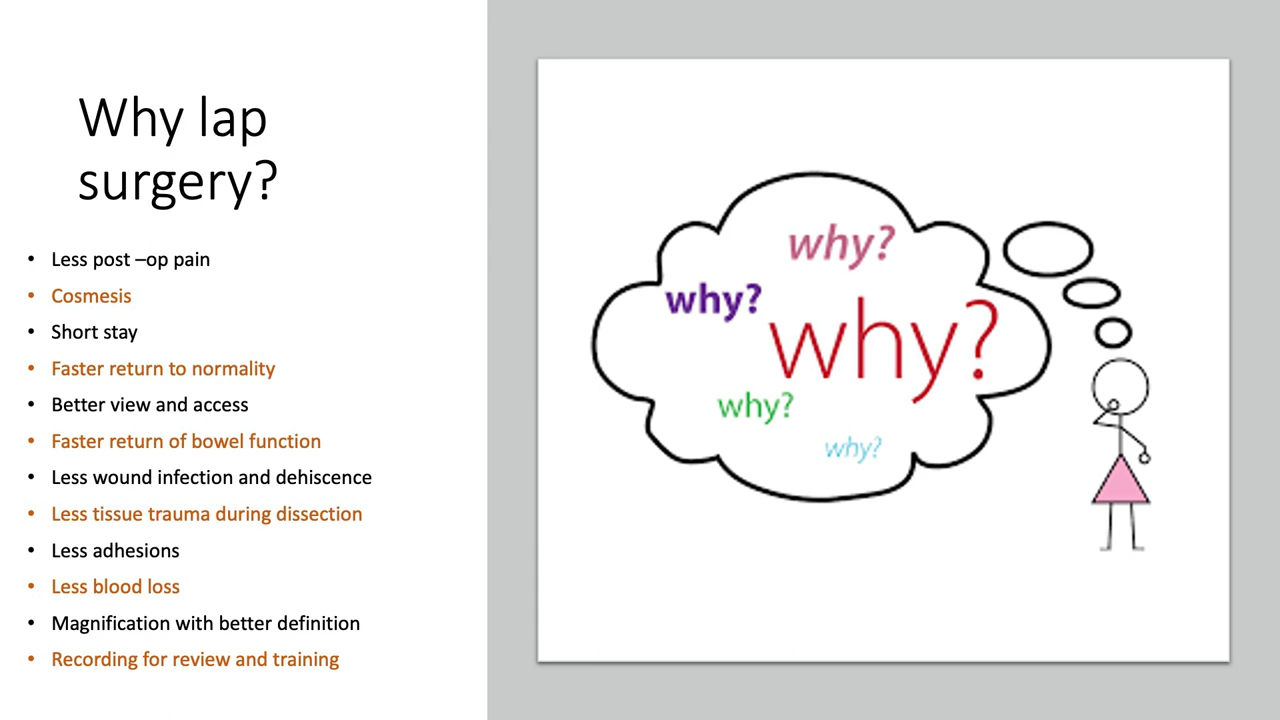 Why lap
surgery?
• Less post –op pain
• Cosmesis
• Short stay
• Faster return to normality
• Better view and access
• Faster return of bowel function
• Less wound infection and dehiscence
• Less tissue trauma during dissection
• Less adhesions
• Less blood loss
• Magnification with better definition
• Recording for review and training
why?
why?
why?
why?
why?